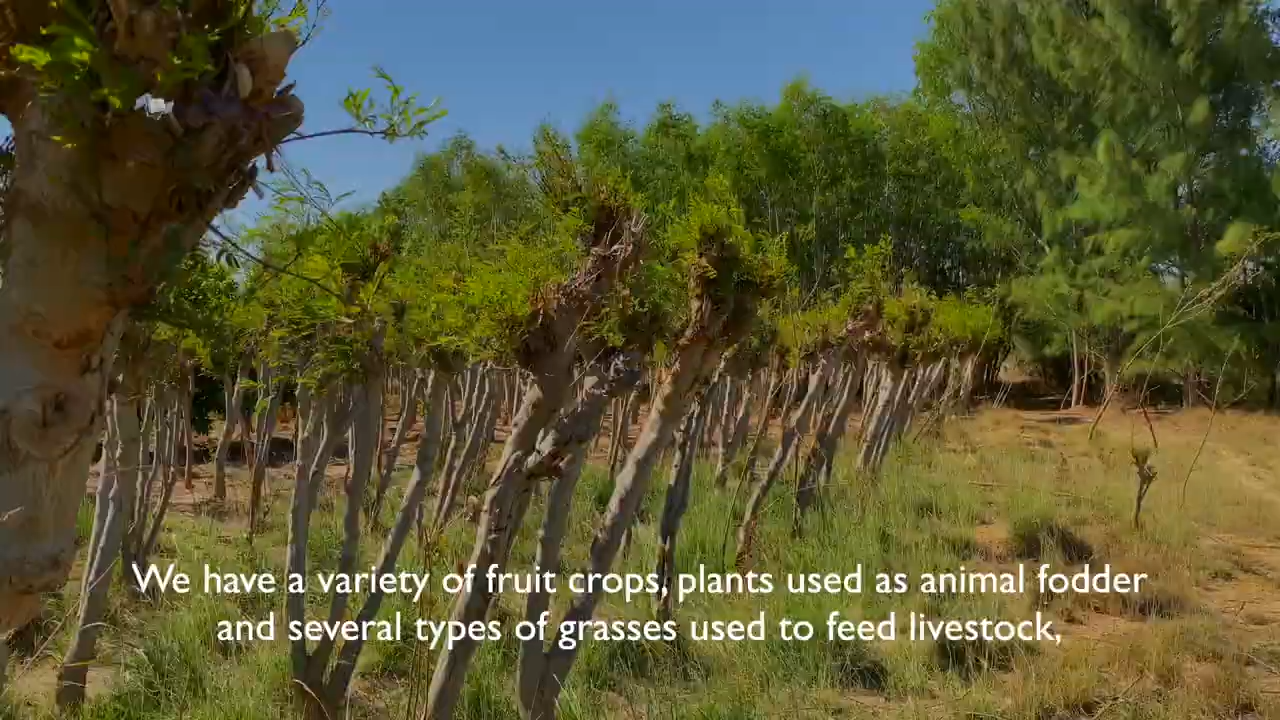 We have a variety of fruit crops, plants used as animal fodder
and several types of grasses used to feed livestock,